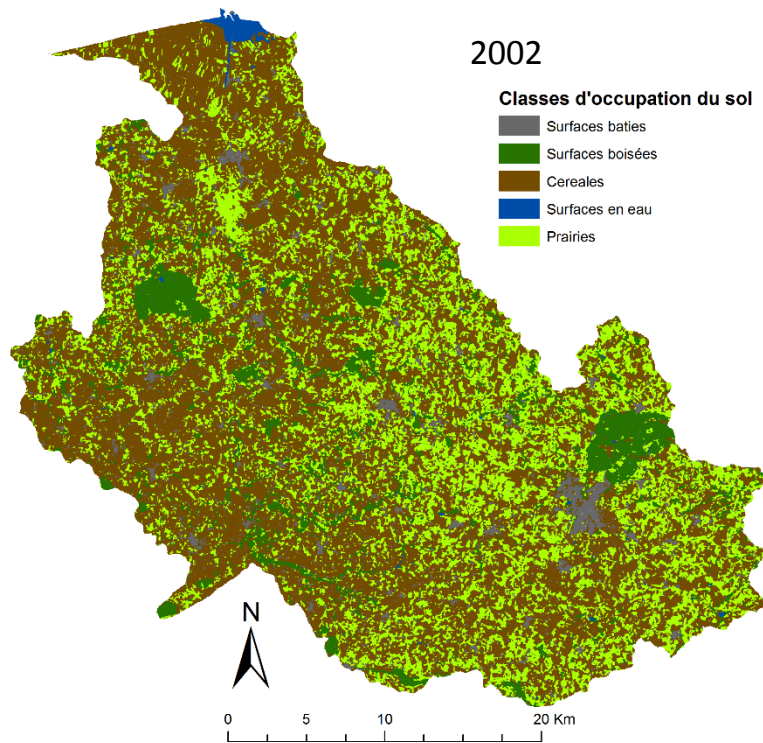 2002
Classes d'occupation du sol
Surfaces baties
Surfaces boisées
Cereales
Surfaces en eau
Prairies
N
0 5 10 20 Km